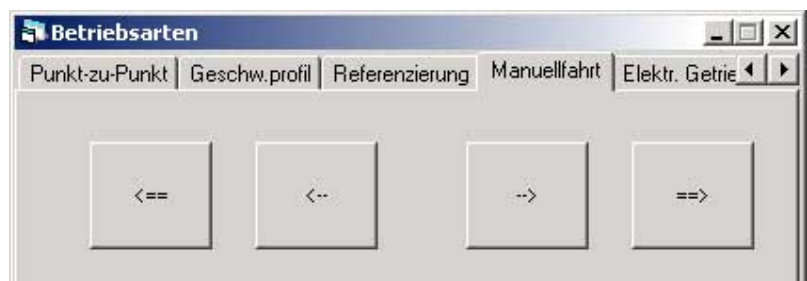 Betriebsarten
Punkt-zu-Punkt Geschw.profil Referenzierung Manuellfahrt Elektr. Getrie
<== <-- --> ==>